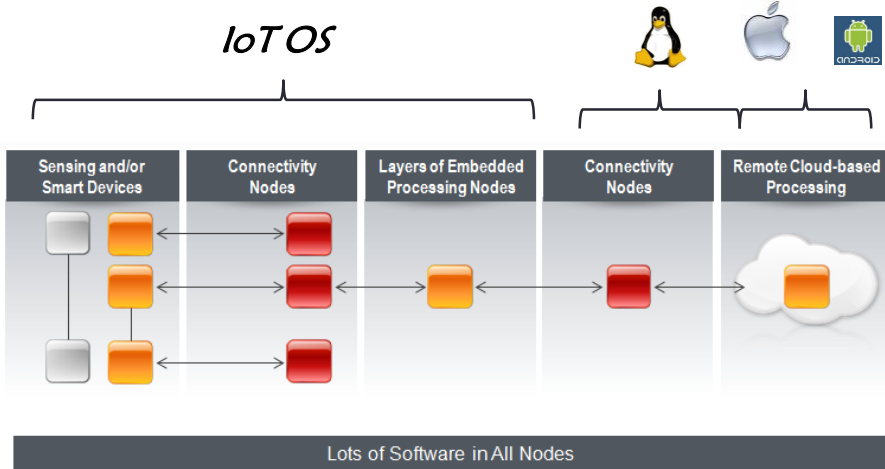 IoT OS
ANDROID
Sensing and/or
Smart Devices
Connectivity
Nodes
Layers of Embedded
Processing Nodes
Connectivity
Nodes
Remote Cloud-based
Processing
Lots of Software in All Nodes